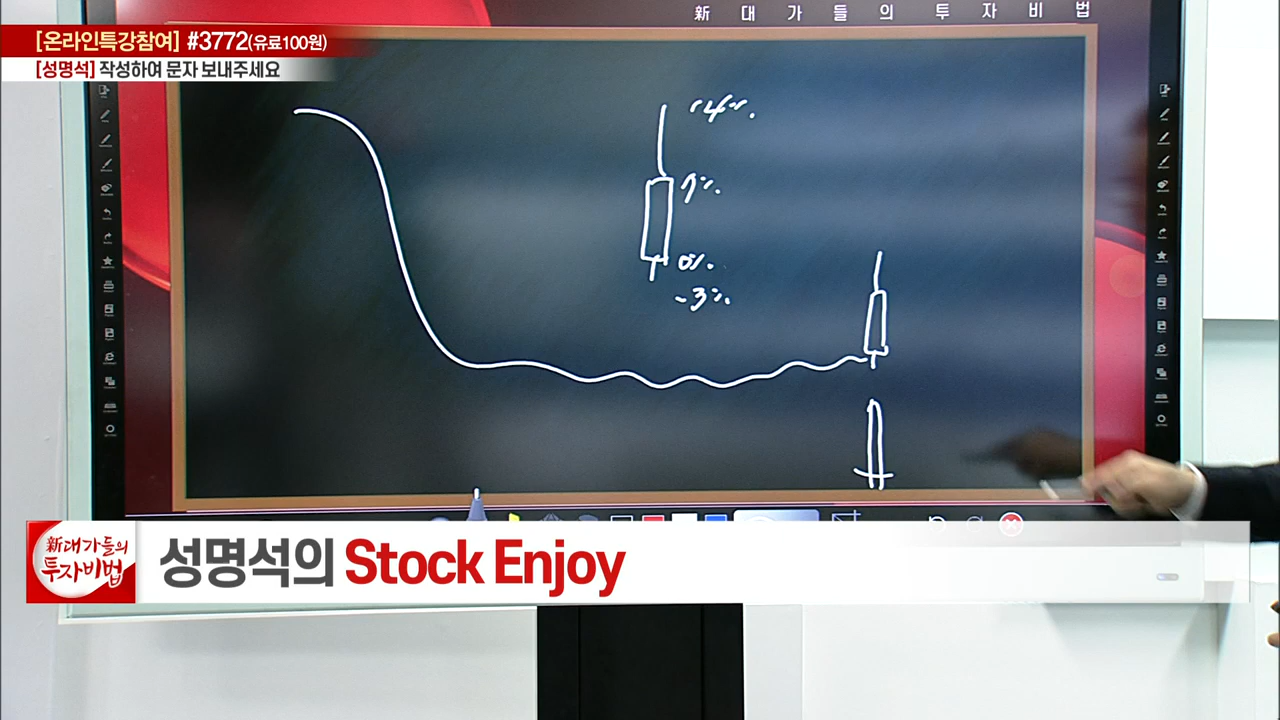 新 대 가 들 의 투 자 비 법
[온라인특강참여] #3772(유료100원)
[성명석] 작성하여 문자 보내주세요
0%.
-3%.
新대가들의
투자비법
성명석의 Stock Enjoy